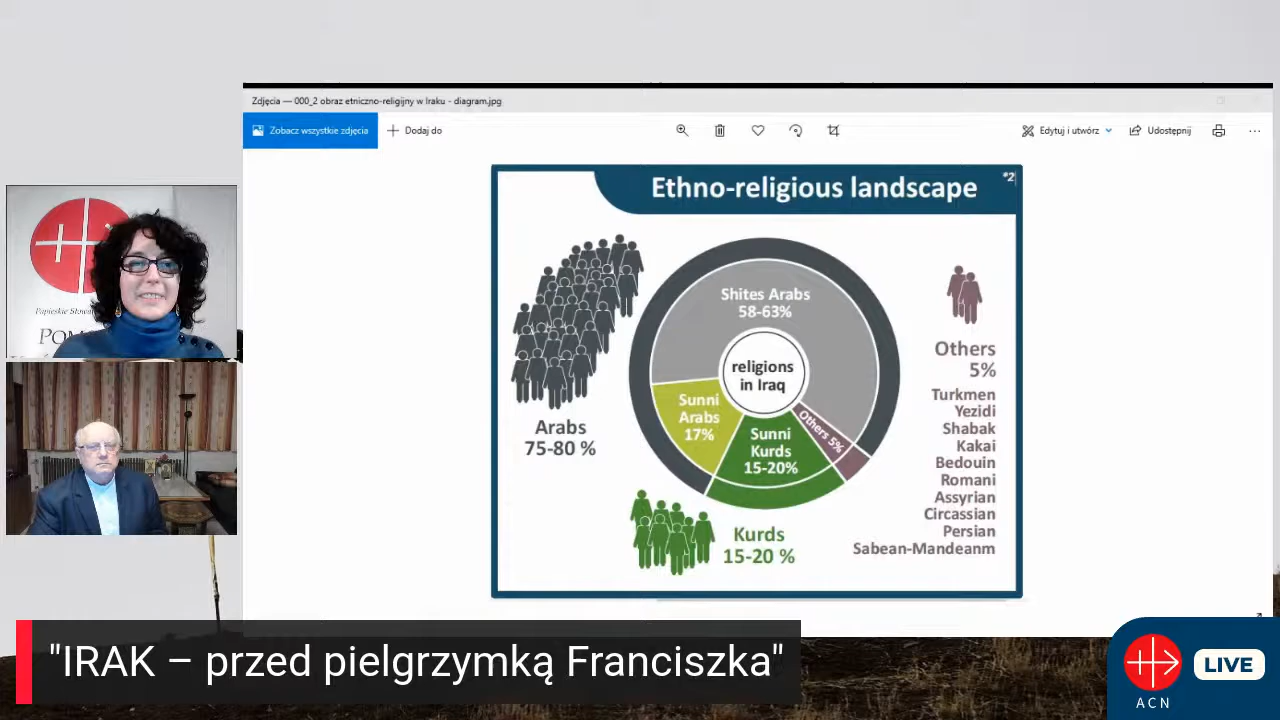 Zdjęcia — 000_2 obraz etniczno-religijny w Iraku - diagram.jpg
Zobacz wszystkie zdjęcia
Dodaj do
Edytuj i utwórz
Udostępnij
Ethno-religious landscape
*2
Shites Arabs
58-63%
religions
in Iraq
Sunni
Arabs
17%
Sunni
Kurds
15-20%
Others 5%
Arabs
75-80 %
Kurds
15-20 %
Others
5%
Turkmen
Yezidi
Shabak
Kakai
Bedouin
Romani
Assyrian
Circassian
Persian
Sabean-Mandeanm
Papieskie
"IRAK – przed pielgrzymką Franciszka"
LIVE
ACN